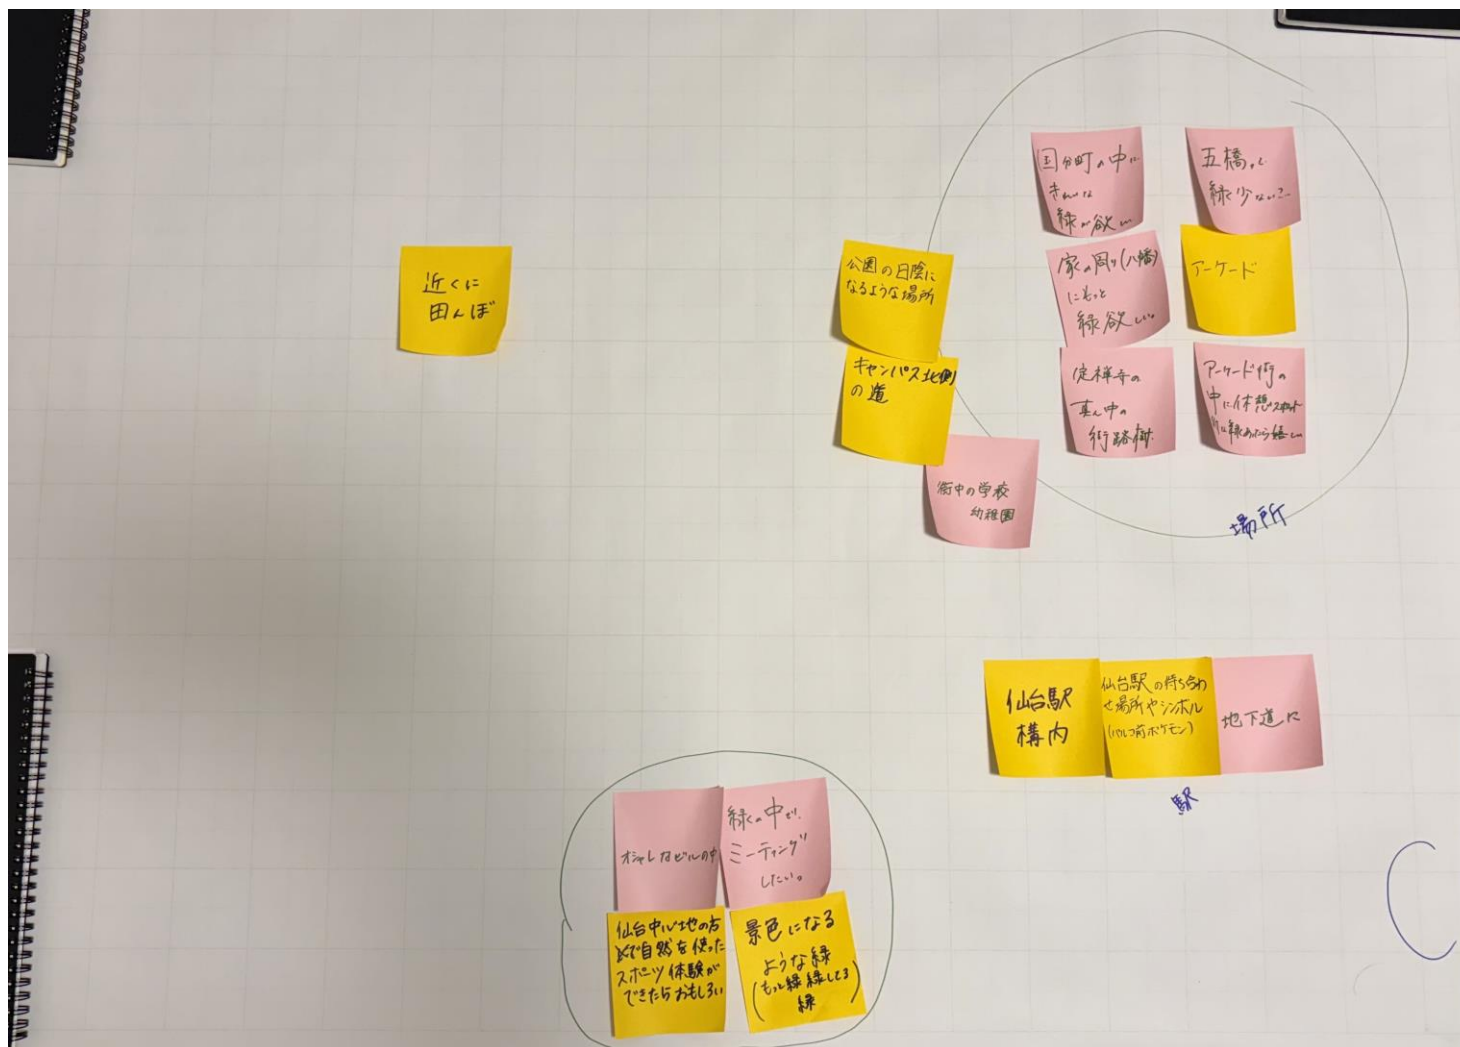 国分町の中に
きれいな
緑が欲しい
五橋って
緑少ない?
家の周り(八幡)
にもっと
緑欲しい。
アーケード
定禅寺の
真ん中の
街路樹
アーケード街の
中に休憩スポット
に緑あったら嬉しい
場所
近くに
田んぼ
公園の日陰に
なるような場所
キャンパス北側
の道
街中の学校
幼稚園
仙台駅
構内
仙台駅の待ち合わ
せ場所やシンボル
(パルコ前ポケモン)
地下道に
駅
オシャレなビルの中
緑の中で、
ミーティング
したい。
仙台中心地の方
で自然を使った
スポーツ体験が
できたらおもしろい
景色になる
ような緑
(もっと緑緑してる
緑)